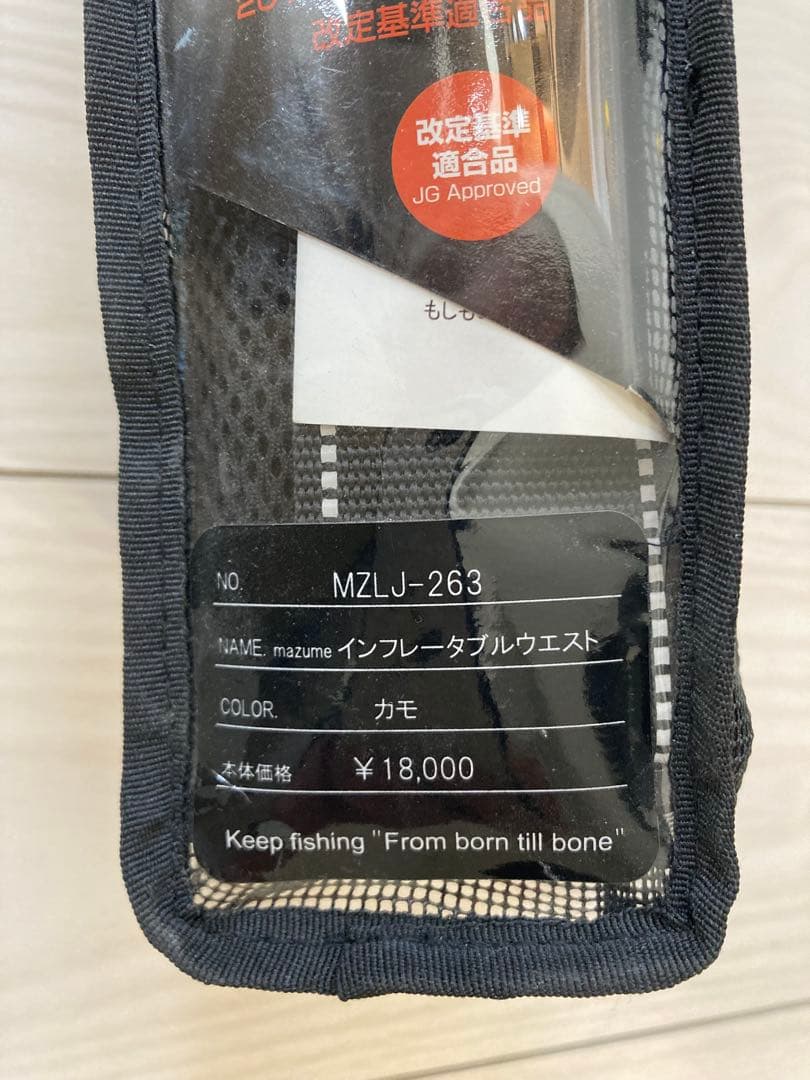 改定基準適合品
改定基準
適合品
JG Approved
もしも
NO. MZLJ-263
NAME. mazume インフレータブルウエスト
COLOR. カモ
本体価格 ¥18,000
Keep fishing "From born till bone"